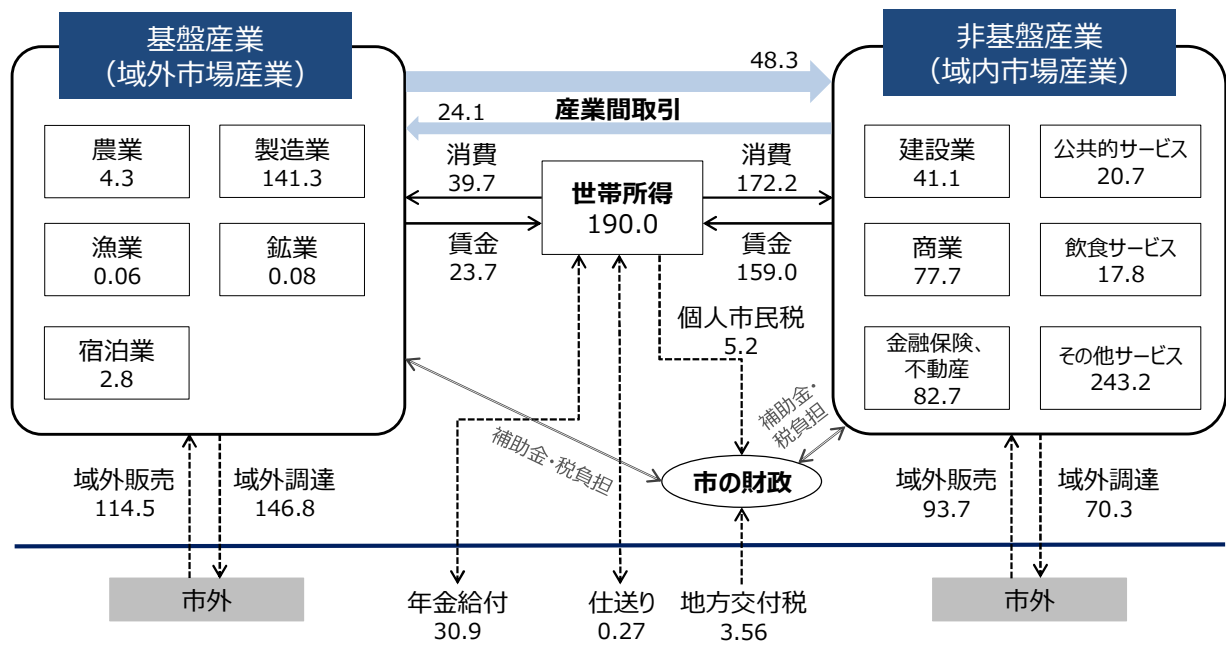 基盤産業
（域外市場産業）
農業
4.3
製造業
141.3
漁業
0.06
鉱業
0.08
宿泊業
2.8
48.3
産業間取引
24.1
消費
39.7
賃金
23.7
世帯所得
190.0
消費
172.2
賃金
159.0
個人市民税
5.2
補助金・税負担
補助金・
税負担
市の財政
非基盤産業
（域内市場産業）
建設業
41.1
公共的サービス
20.7
商業
77.7
飲食サービス
17.8
金融保険、
不動産
82.7
その他サービス
243.2
域外販売
114.5
域外調達
146.8
域外販売
93.7
域外調達
70.3
市外
年金給付
30.9
仕送り
0.27
地方交付税
3.56
市外